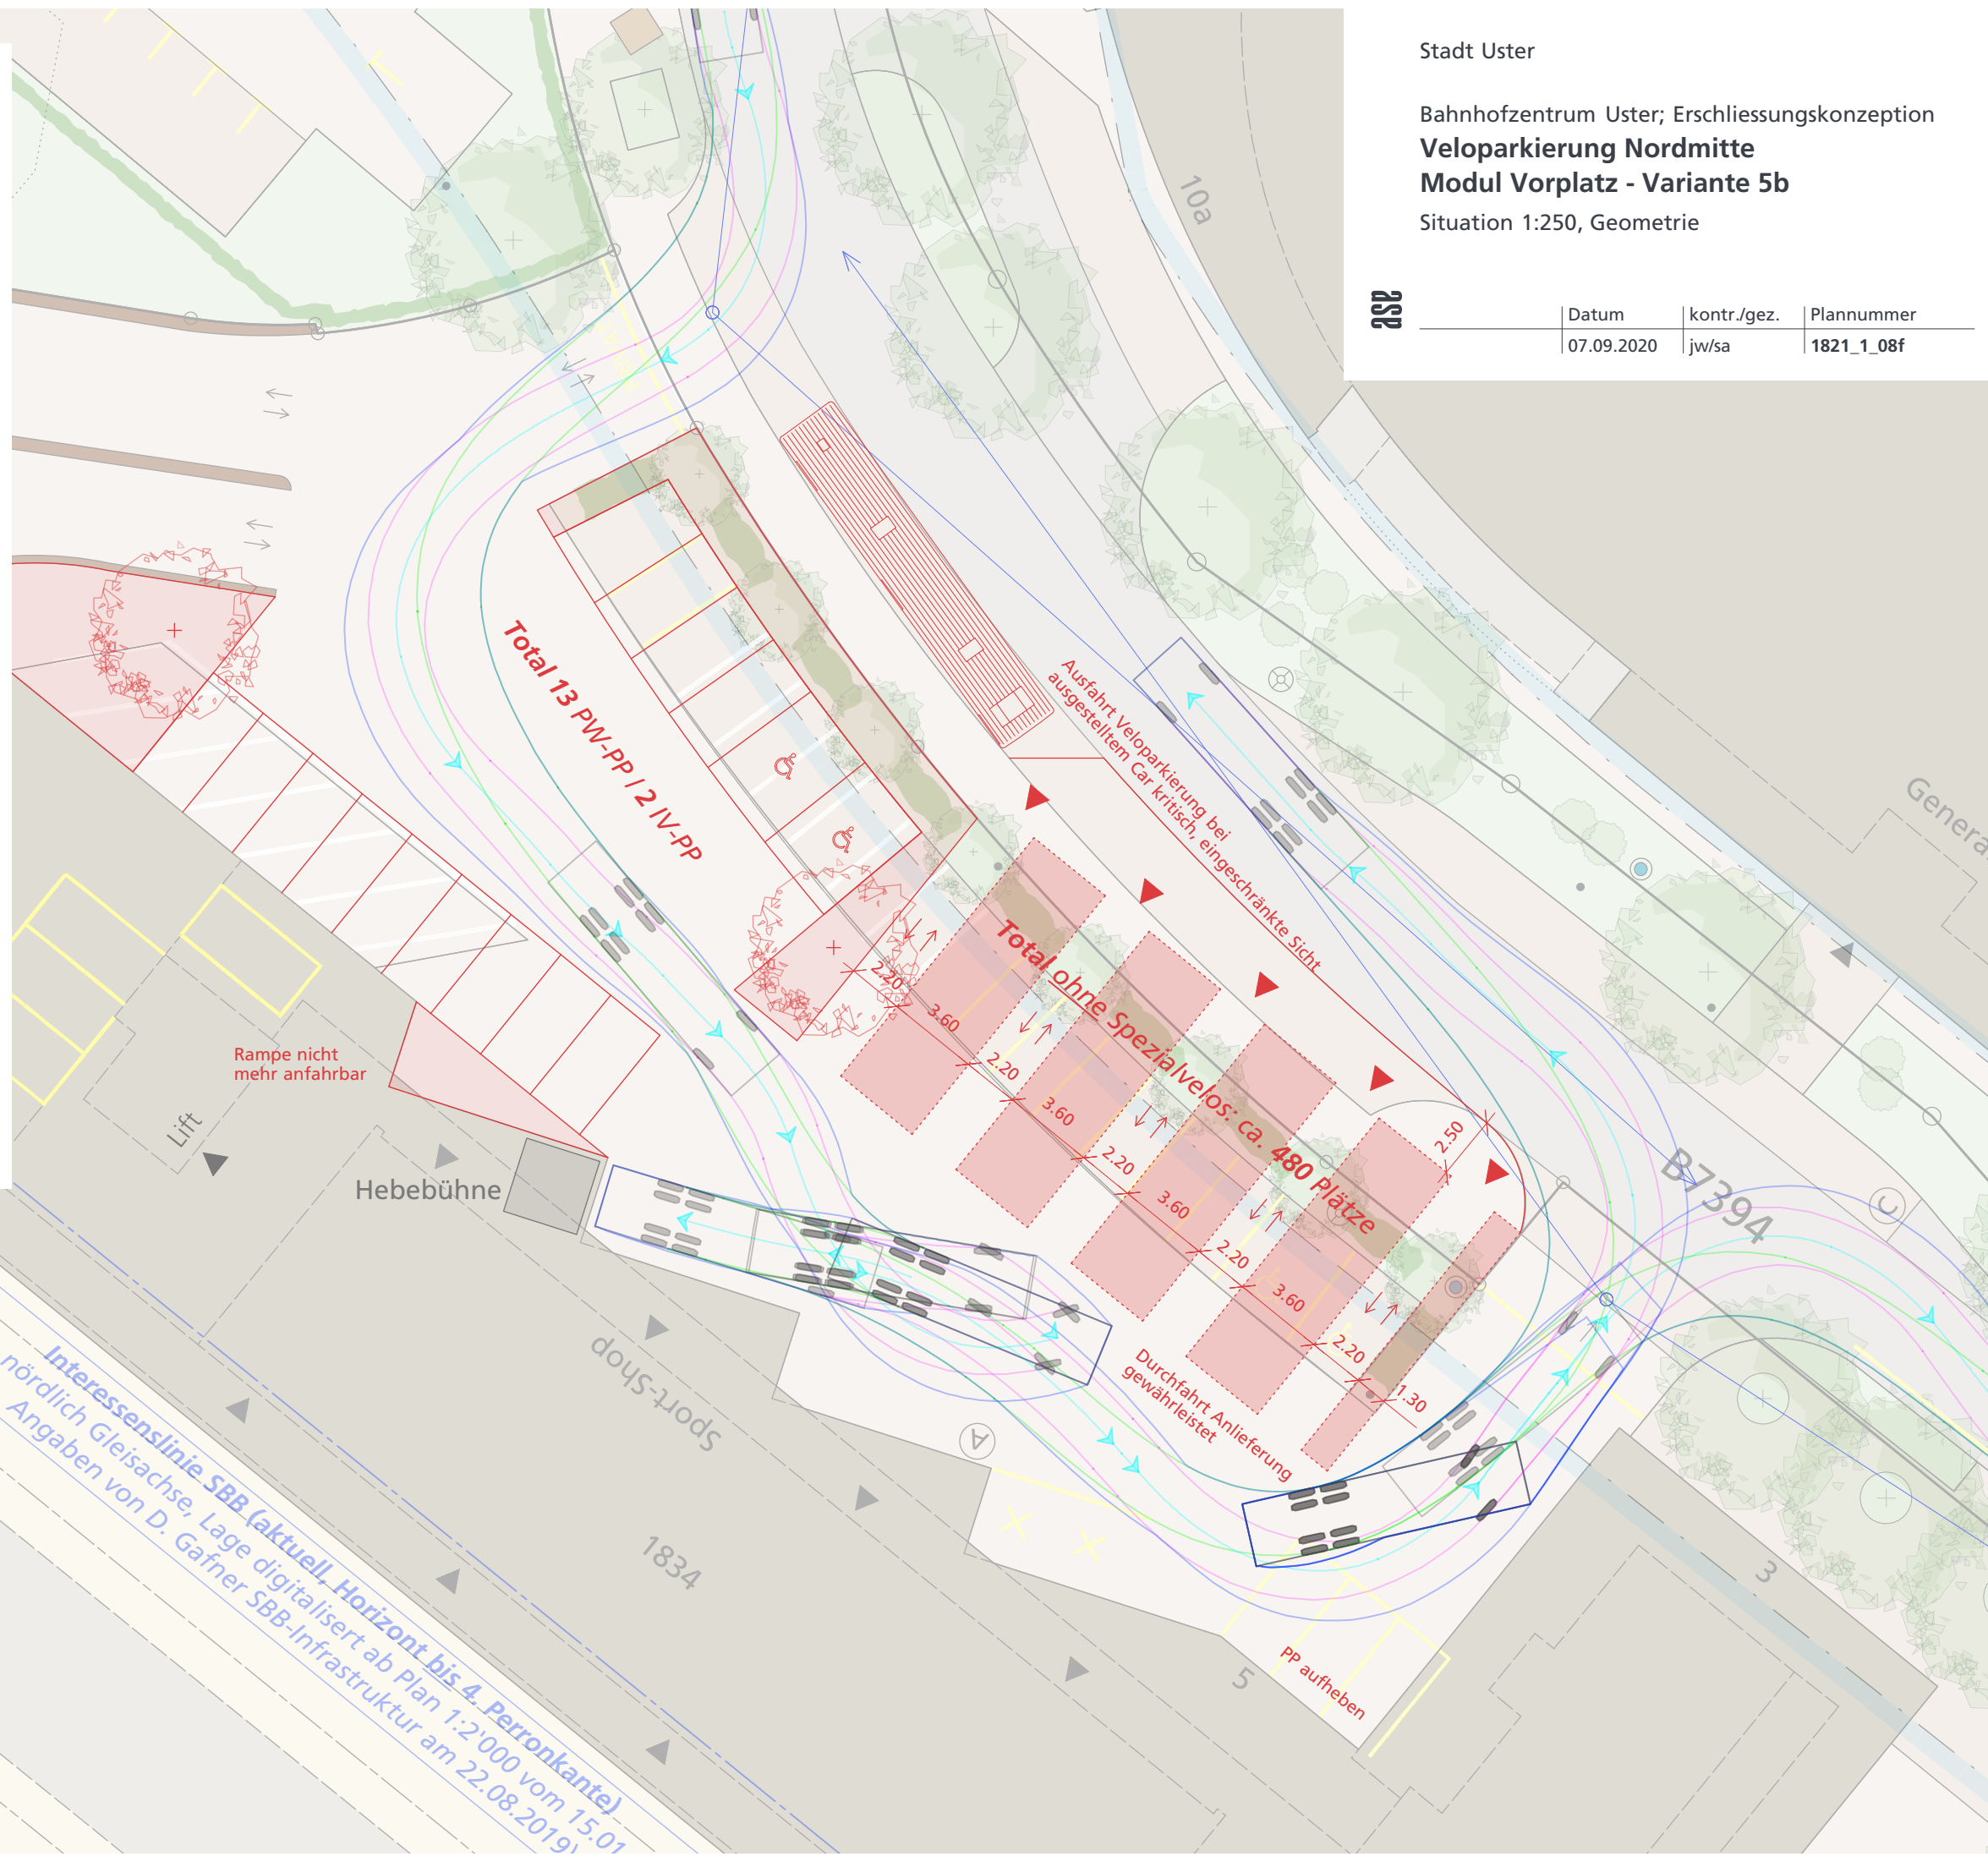 Stadt Uster
Bahnhofzentrum Uster; Erschliessungskonzeption
Veloparkierung Nordmitte
Modul Vorplatz - Variante 5b
Situation 1:250, Geometrie
asa
Datum
kontr./gez.
Plannummer
07.09.2020
jw/sa
1821_1_08f
10a
Total 13 PW-PP / 2 IV-PP
Ausfahrt Veloparkierung bei
ausgestelltem Car kritisch, eingeschränkte Sicht
Total ohne Spezialvelos: ca. 480 Plätze
2.20
3.60
2.20
3.60
2.20
3.60
2.20
3.60
2.20
1.30
2.50
Rampe nicht
mehr anfahrbar
Lift
Hebebühne
B7394
C
Sport-Shop
A
Durchfahrt Anlieferung
gewährleistet
1834
3
5
PP aufheben
Interessenslinie SBB (aktuell, Horizont bis 4. Perronkante)
nördlich Gleisachse, Lage digitalisert ab Plan 1:2'000 vom 15.01
Angaben von D. Gafner SBB-Infrastruktur am 22.08.2019)